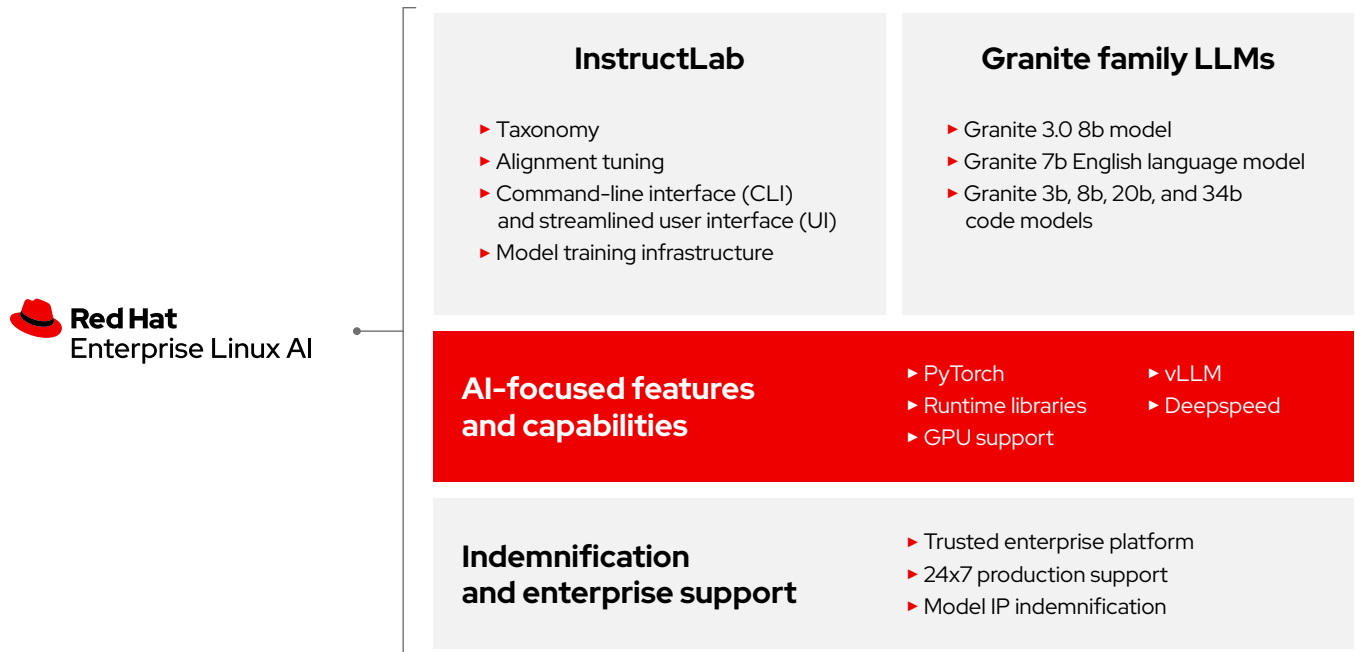 Red Hat
Enterprise Linux AI
InstructLab
Taxonomy
Alignment tuning
Command-line interface (CLI)
and streamlined user interface (UI)
Model training infrastructure
Granite family LLMs
Granite 3.0 8b model
Granite 7b English language model
Granite 3b, 8b, 20b, and 34b
code models
AI-focused features
and capabilities
PyTorch
Runtime libraries
GPU support
vLLM
Deepspeed
Indemnification
and enterprise support
Trusted enterprise platform
24x7 production support
Model IP indemnification